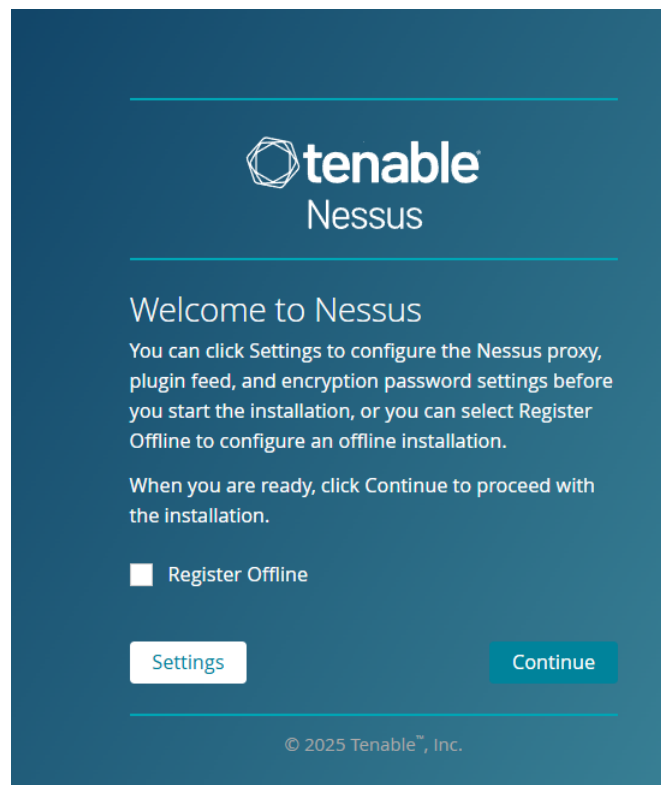 tenable®
Nessus
Welcome to Nessus
You can click Settings to configure the Nessus proxy,
plugin feed, and encryption password settings before
you start the installation, or you can select Register
Offline to configure an offline installation.
When you are ready, click Continue to proceed with
the installation.
Register Offline
Settings
Continue
© 2025 Tenable™, Inc.